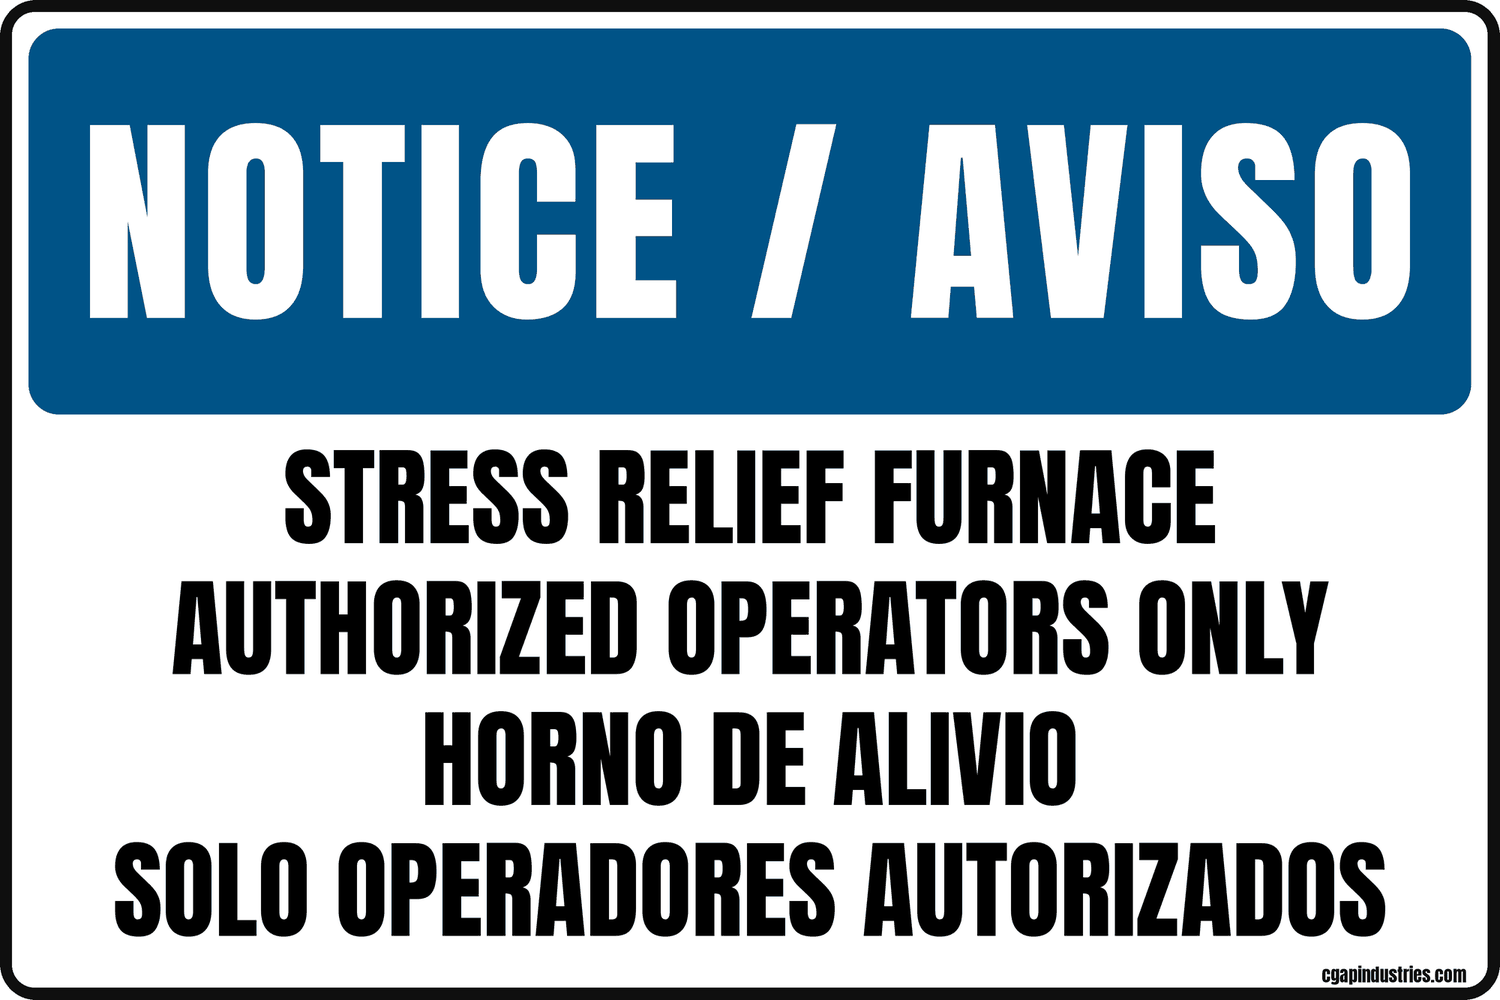 NOTICE / AVISO
STRESS RELIEF FURNACE
AUTHORIZED OPERATORS ONLY
HORNO DE ALIVIO
SOLO OPERADORES AUTORIZADOS
cgapindustries.com